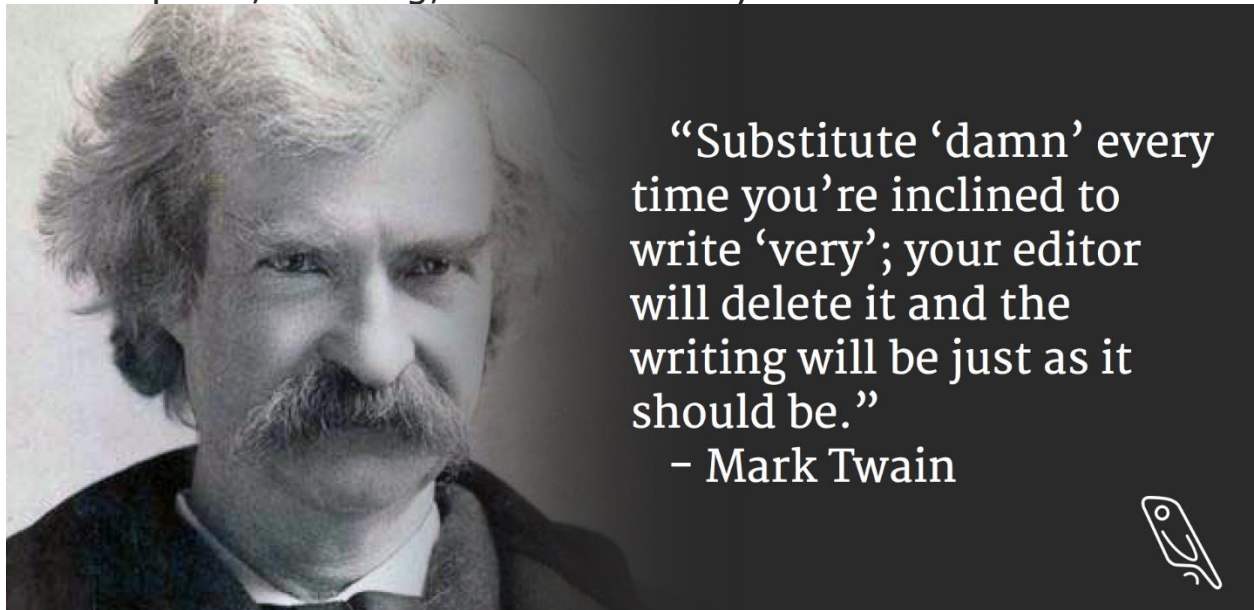 “Substitute ‘damn’ every
time you’re inclined to
write ‘very’; your editor
will delete it and the
writing will be just as it
should be.”
– Mark Twain